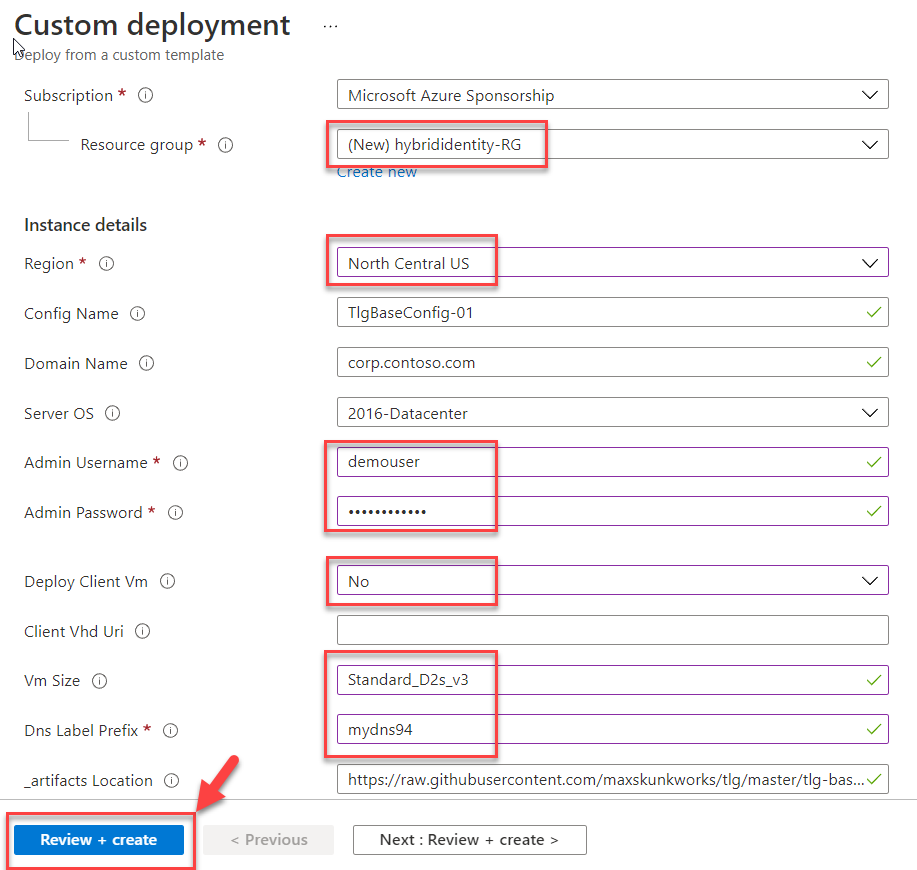 Custom deployment ...
Deploy from a custom template
Subscription * Microsoft Azure Sponsorship
Resource group * (New) hybrididentity-RG
Create new
Instance details
Region * North Central US
Config Name TlgBaseConfig-01
Domain Name corp.contoso.com
Server OS 2016-Datacenter
Admin Username * demouser
Admin Password * ••••••••••••
Deploy Client Vm No
Client Vhd Uri
Vm Size Standard_D2s_v3
Dns Label Prefix * mydns94
_artifacts Location https://raw.githubusercontent.com/maxskunkworks/tlg/master/tlg-bas...
Review + create < Previous Next : Review + create >